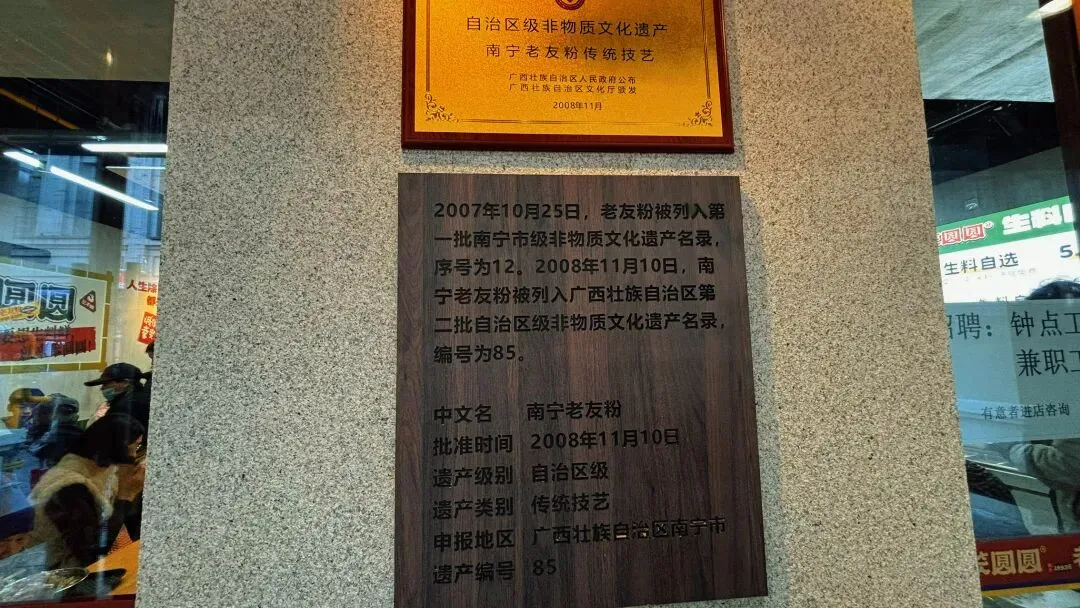 自治区级非物质文化遗产
南宁老友粉传统技艺
广西壮族自治区人民政府公布
广西壮族自治区文化厅颁发
2008年11月
2007年10月25日，老友粉被列入第
一批南宁市级非物质文化遗产名录，
序号为12。2008年11月10日，南
宁老友粉被列入广西壮族自治区第
二批自治区级非物质文化遗产名录，
编号为85。
中文名 南宁老友粉
批准时间 2008年11月10日
遗产级别 自治区级
遗产类别 传统技艺
申报地区 广西壮族自治区南宁市
遗产编号 85
圆
人生
圆圆
生料
生料自选 5
招聘：钟点工
兼职工
有意者进店咨询
圆圆